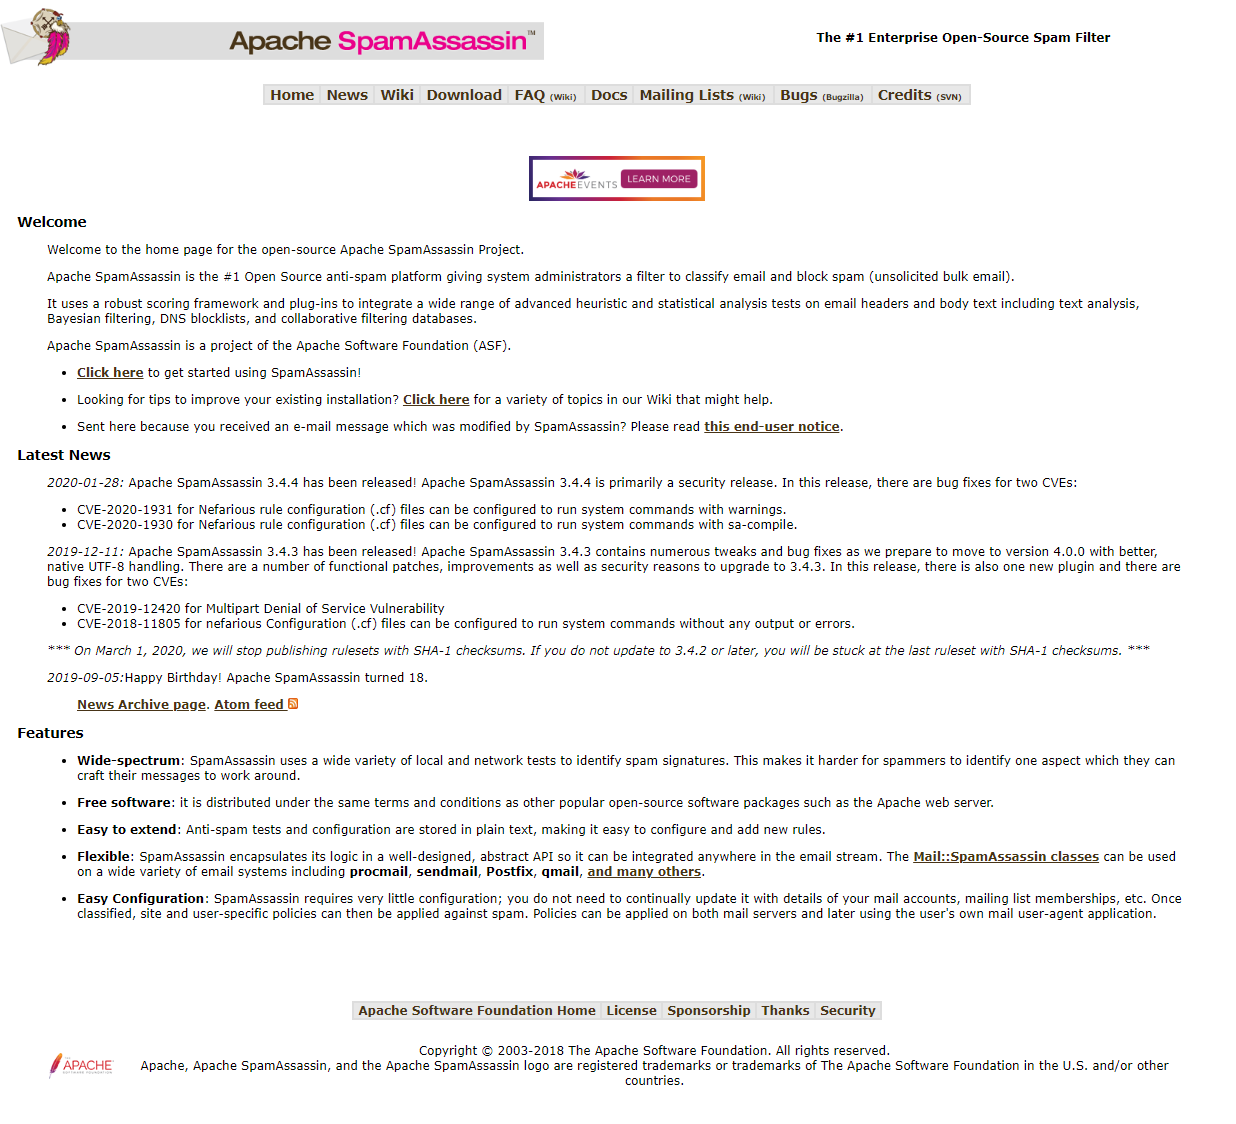 Apache SpamAssassin™
The #1 Enterprise Open-Source Spam Filter
Home News Wiki Download FAQ (Wiki) Docs Mailing Lists (Wiki) Bugs (Bugzilla) Credits (SVN)
APACHE EVENTS LEARN MORE
Welcome
Welcome to the home page for the open-source Apache SpamAssassin Project.
Apache SpamAssassin is the #1 Open Source anti-spam platform giving system administrators a filter to classify email and block spam (unsolicited bulk email).
It uses a robust scoring framework and plug-ins to integrate a wide range of advanced heuristic and statistical analysis tests on email headers and body text including text analysis,
Bayesian filtering, DNS blocklists, and collaborative filtering databases.
Apache SpamAssassin is a project of the Apache Software Foundation (ASF).
• Click here to get started using SpamAssassin!
• Looking for tips to improve your existing installation? Click here for a variety of topics in our Wiki that might help.
• Sent here because you received an e-mail message which was modified by SpamAssassin? Please read this end-user notice.
Latest News
2020-01-28: Apache SpamAssassin 3.4.4 has been released! Apache SpamAssassin 3.4.4 is primarily a security release. In this release, there are bug fixes for two CVEs:
• CVE-2020-1931 for Nefarious rule configuration (.cf) files can be configured to run system commands with warnings.
• CVE-2020-1930 for Nefarious rule configuration (.cf) files can be configured to run system commands with sa-compile.
2019-12-11: Apache SpamAssassin 3.4.3 has been released! Apache SpamAssassin 3.4.3 contains numerous tweaks and bug fixes as we prepare to move to version 4.0.0 with better,
native UTF-8 handling. There are a number of functional patches, improvements as well as security reasons to upgrade to 3.4.3. In this release, there is also one new plugin and there are
bug fixes for two CVEs:
• CVE-2019-12420 for Multipart Denial of Service Vulnerability
• CVE-2018-11805 for nefarious Configuration (.cf) files can be configured to run system commands without any output or errors.
*** On March 1, 2020, we will stop publishing rulesets with SHA-1 checksums. If you do not update to 3.4.2 or later, you will be stuck at the last ruleset with SHA-1 checksums. ***
2019-09-05:Happy Birthday! Apache SpamAssassin turned 18.
News Archive page. Atom feed
Features
• Wide-spectrum: SpamAssassin uses a wide variety of local and network tests to identify spam signatures. This makes it harder for spammers to identify one aspect which they can
craft their messages to work around.
• Free software: it is distributed under the same terms and conditions as other popular open-source software packages such as the Apache web server.
• Easy to extend: Anti-spam tests and configuration are stored in plain text, making it easy to configure and add new rules.
• Flexible: SpamAssassin encapsulates its logic in a well-designed, abstract API so it can be integrated anywhere in the email stream. The Mail::SpamAssassin classes can be used
on a wide variety of email systems including procmail, sendmail, Postfix, qmail, and many others.
• Easy Configuration: SpamAssassin requires very little configuration; you do not need to continually update it with details of your mail accounts, mailing list memberships, etc. Once
classified, site and user-specific policies can then be applied against spam. Policies can be applied on both mail servers and later using the user's own mail user-agent application.
Apache Software Foundation Home License Sponsorship Thanks Security
APACHE
SOFTWARE FOUNDATION
Copyright © 2003-2018 The Apache Software Foundation. All rights reserved.
Apache, Apache SpamAssassin, and the Apache SpamAssassin logo are registered trademarks or trademarks of The Apache Software Foundation in the U.S. and/or other
countries.